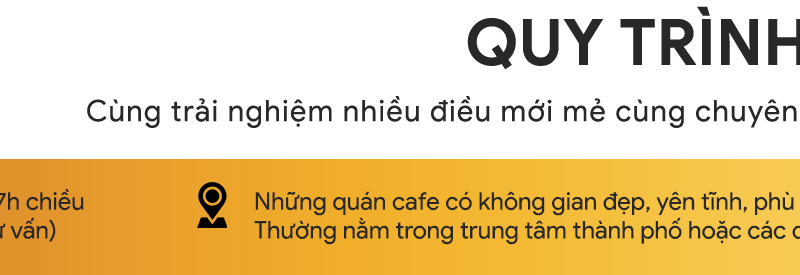 QUY TRÌNH
Cùng trải nghiệm nhiều điều mới mẻ cùng chuyên
7h chiều
vấn)
Những quán cafe có không gian đẹp, yên tĩnh, phù
Thường nằm trong trung tâm thành phố hoặc các